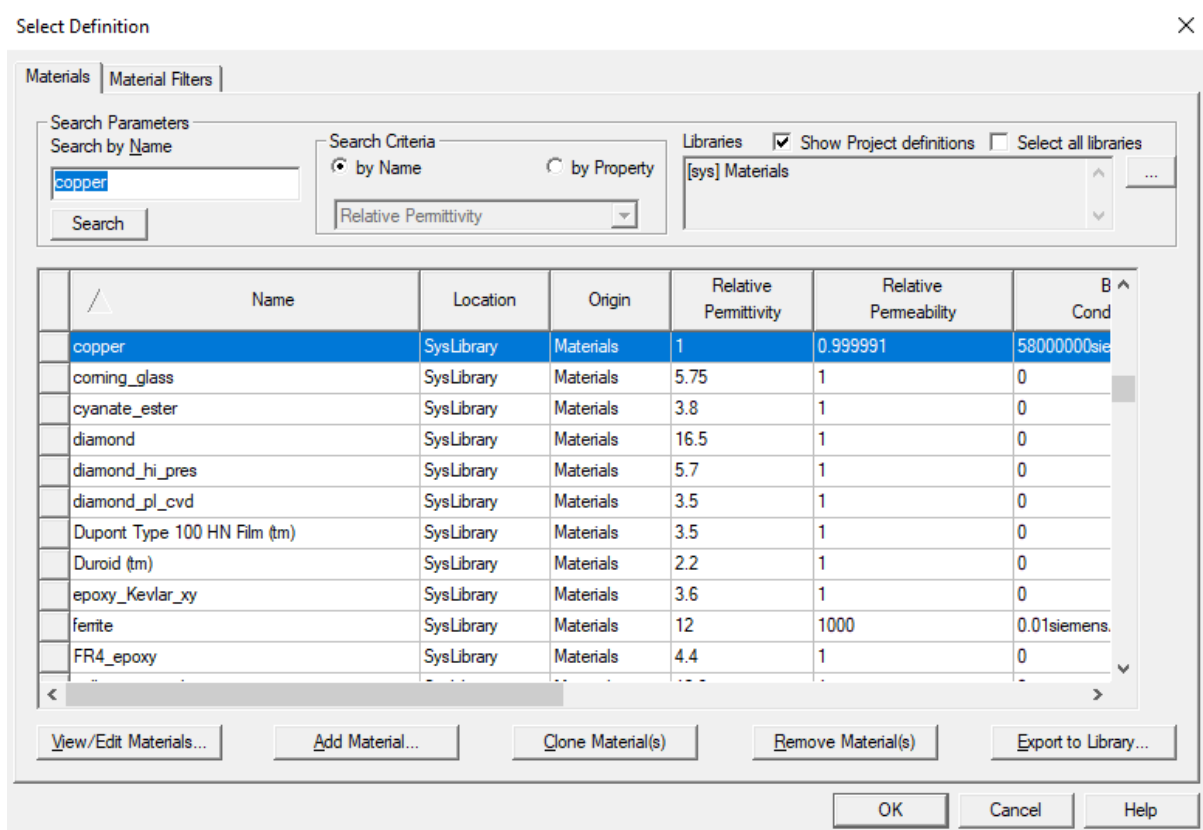 Select Definition
Materials Material Filters
Search Parameters
Search by Name
copper
Search
Search Criteria
by Name by Property
Relative Permittivity
Libraries Show Project definitions Select all libraries
[sys] Materials
...
Name Location Origin Relative Permittivity Relative Permeability B Cond
copper SysLibrary Materials 1 0.999991 58000000sie
corning_glass SysLibrary Materials 5.75 1 0
cyanate_ester SysLibrary Materials 3.8 1 0
diamond SysLibrary Materials 16.5 1 0
diamond_hi_pres SysLibrary Materials 5.7 1 0
diamond_pl_cvd SysLibrary Materials 3.5 1 0
Dupont Type 100 HN Film (tm) SysLibrary Materials 3.5 1 0
Duroid (tm) SysLibrary Materials 2.2 1 0
epoxy_Kevlar_xy SysLibrary Materials 3.6 1 0
ferrite SysLibrary Materials 12 1000 0.01siemens.
FR4_epoxy SysLibrary Materials 4.4 1 0
View/Edit Materials... Add Material... Clone Material(s) Remove Material(s) Export to Library...
OK Cancel Help